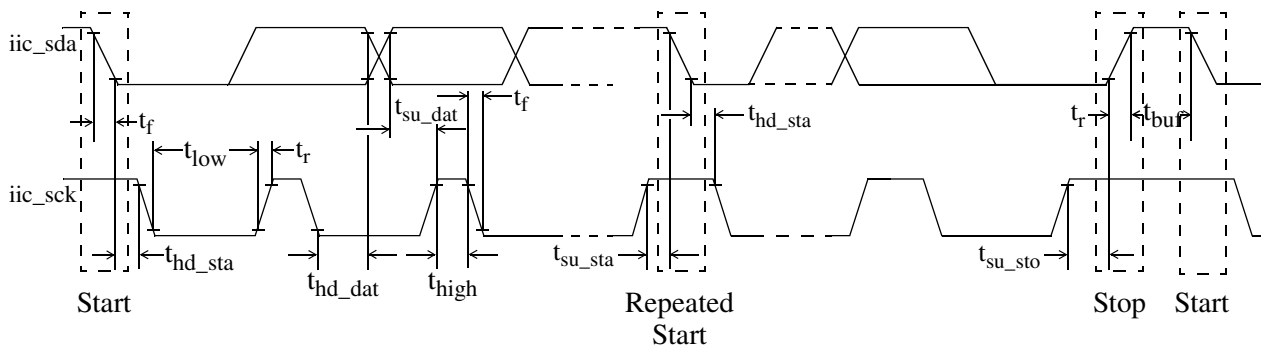 iic_sda
t_su_dat
t_f
t_f
t_hd_sta
t_r
t_buf
t_low
t_r
iic_sck
t_hd_sta
t_hd_dat
t_high
t_su_sta
t_su_sto
Start
Repeated
Start
Stop
Start